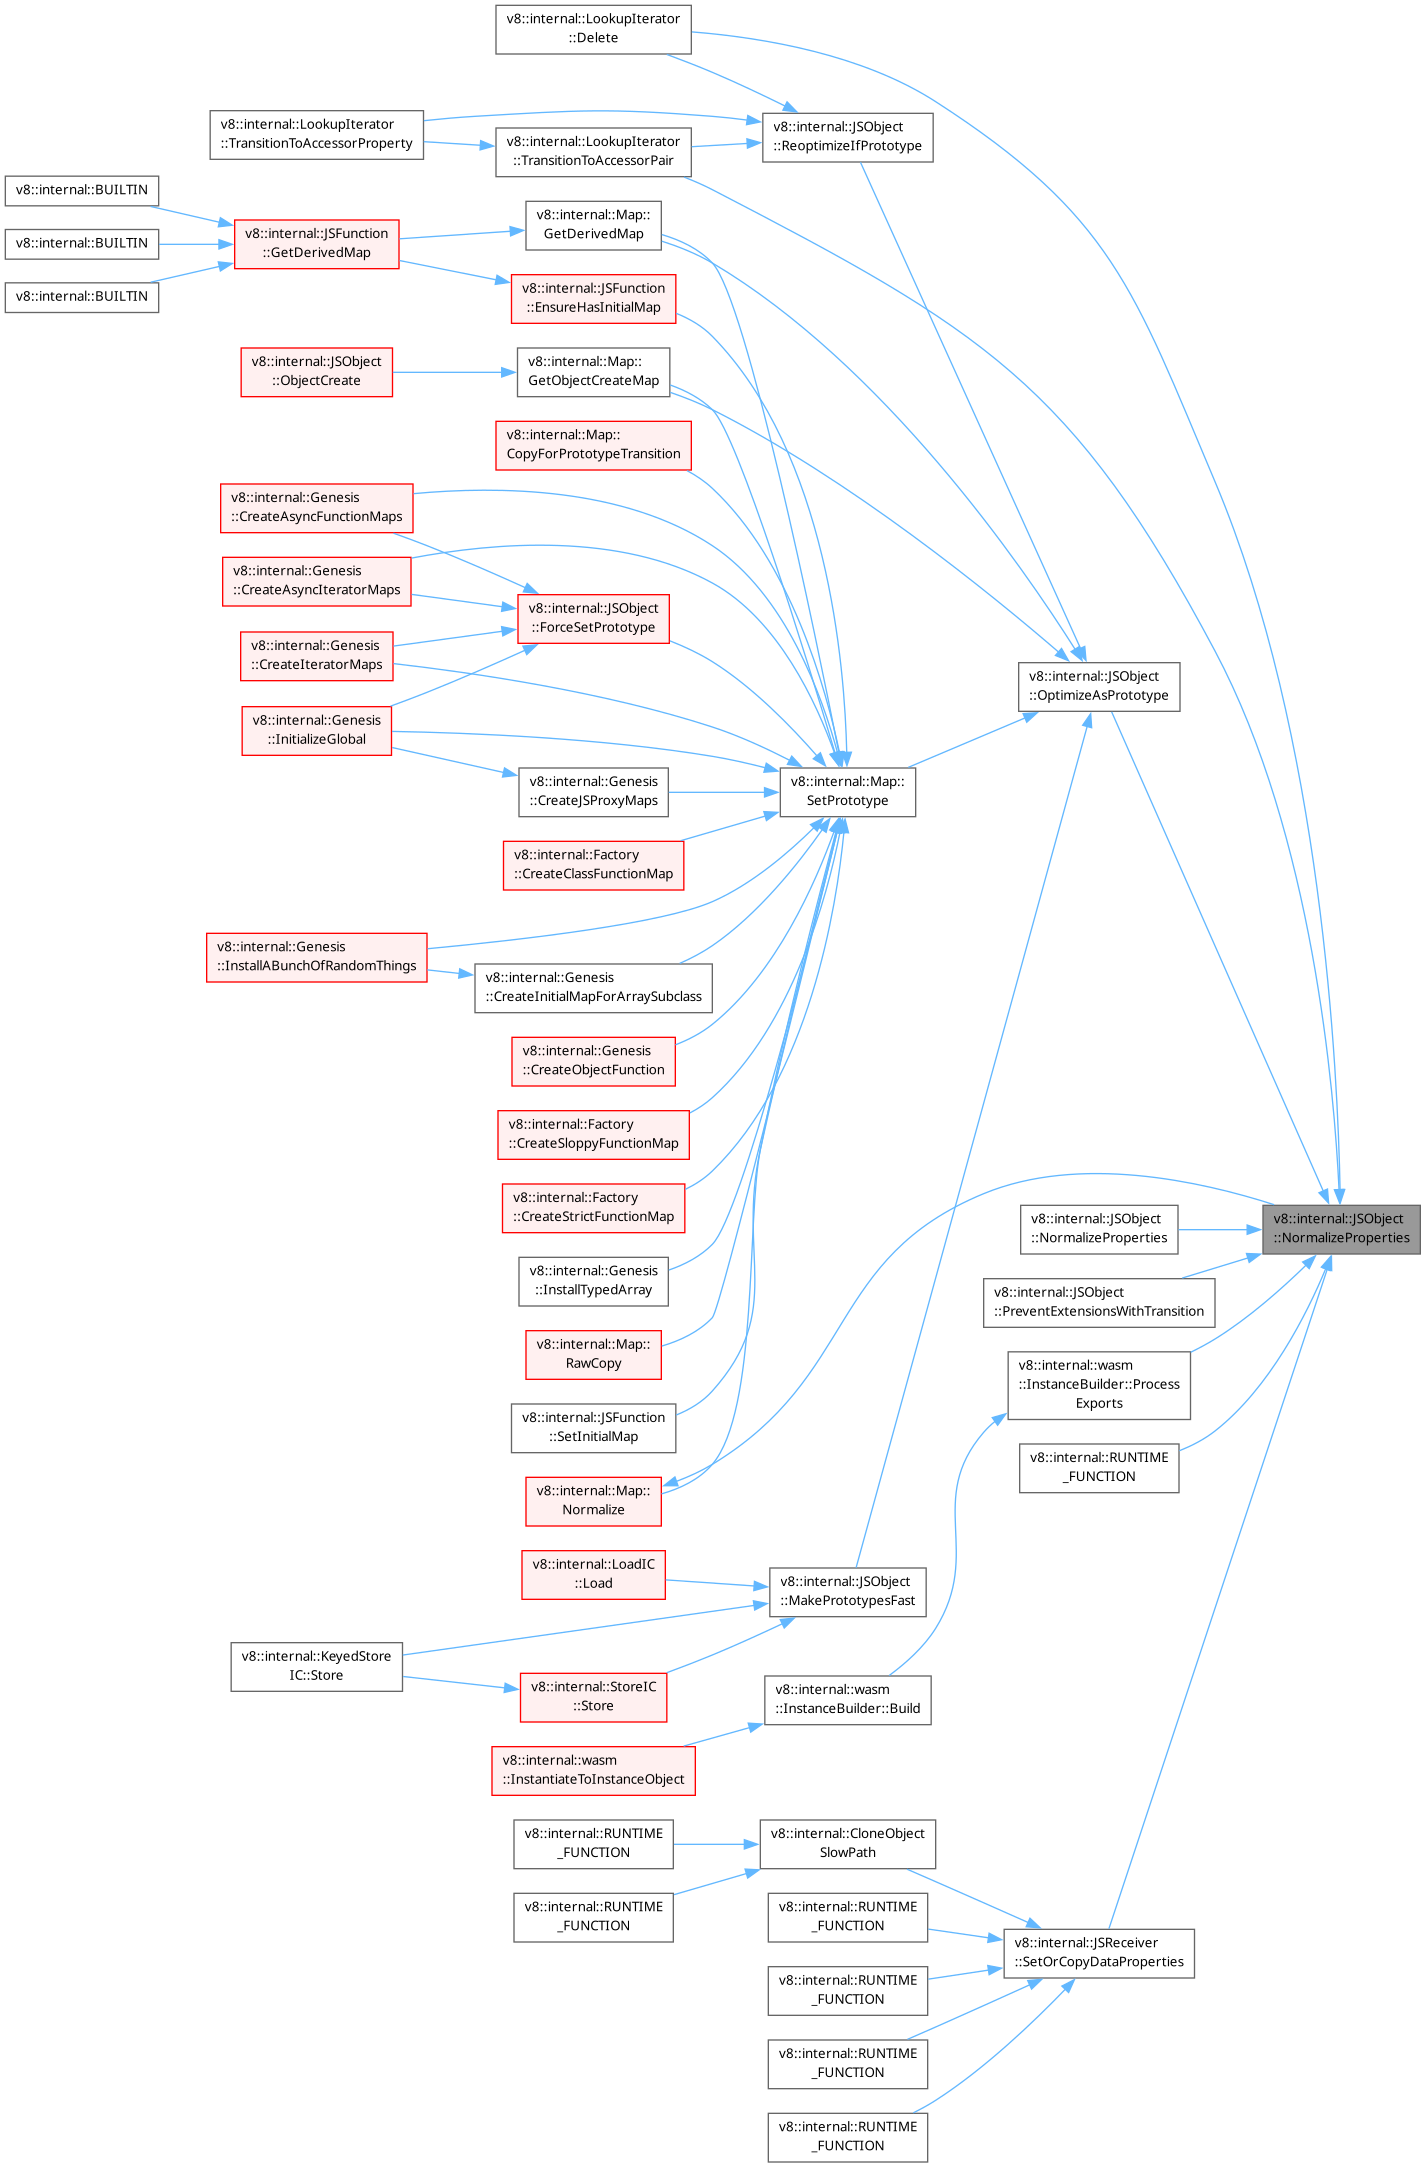 v8::internal::LookupIterator
::Delete
v8::internal::LookupIterator
::TransitionToAccessorProperty
v8::internal::JSObject
::ReoptimizeIfPrototype
v8::internal::LookupIterator
::TransitionToAccessorPair
v8::internal::BUILTIN
v8::internal::BUILTIN
v8::internal::BUILTIN
v8::internal::JSFunction
::GetDerivedMap
v8::internal::Map::
GetDerivedMap
v8::internal::JSFunction
::EnsureHasInitialMap
v8::internal::JSObject
::ObjectCreate
v8::internal::Map::
GetObjectCreateMap
v8::internal::Map::
CopyForPrototypeTransition
v8::internal::Genesis
::CreateAsyncFunctionMaps
v8::internal::Genesis
::CreateAsyncIteratorMaps
v8::internal::JSObject
::ForceSetPrototype
v8::internal::Genesis
::CreateIteratorMaps
v8::internal::JSObject
::OptimizeAsPrototype
v8::internal::Genesis
::InitializeGlobal
v8::internal::Genesis
::CreateJSProxyMaps
v8::internal::Map::
SetPrototype
v8::internal::Factory
::CreateClassFunctionMap
v8::internal::Genesis
::InstallABunchOfRandomThings
v8::internal::Genesis
::CreateInitialMapForArraySubclass
v8::internal::Genesis
::CreateObjectFunction
v8::internal::Factory
::CreateSloppyFunctionMap
v8::internal::Factory
::CreateStrictFunctionMap
v8::internal::JSObject
::NormalizeProperties
v8::internal::JSObject
::NormalizeProperties
v8::internal::Genesis
::InstallTypedArray
v8::internal::JSObject
::PreventExtensionsWithTransition
v8::internal::Map::
RawCopy
v8::internal::wasm
::InstanceBuilder::Process
Exports
v8::internal::JSFunction
::SetInitialMap
v8::internal::RUNTIME
_FUNCTION
v8::internal::Map::
Normalize
v8::internal::LoadIC
::Load
v8::internal::JSObject
::MakePrototypesFast
v8::internal::KeyedStore
IC::Store
v8::internal::StoreIC
::Store
v8::internal::wasm
::InstanceBuilder::Build
v8::internal::wasm
::InstantiateToInstanceObject
v8::internal::RUNTIME
_FUNCTION
v8::internal::CloneObject
SlowPath
v8::internal::RUNTIME
_FUNCTION
v8::internal::RUNTIME
_FUNCTION
v8::internal::JSReceiver
::SetOrCopyDataProperties
v8::internal::RUNTIME
_FUNCTION
v8::internal::RUNTIME
_FUNCTION
v8::internal::RUNTIME
_FUNCTION